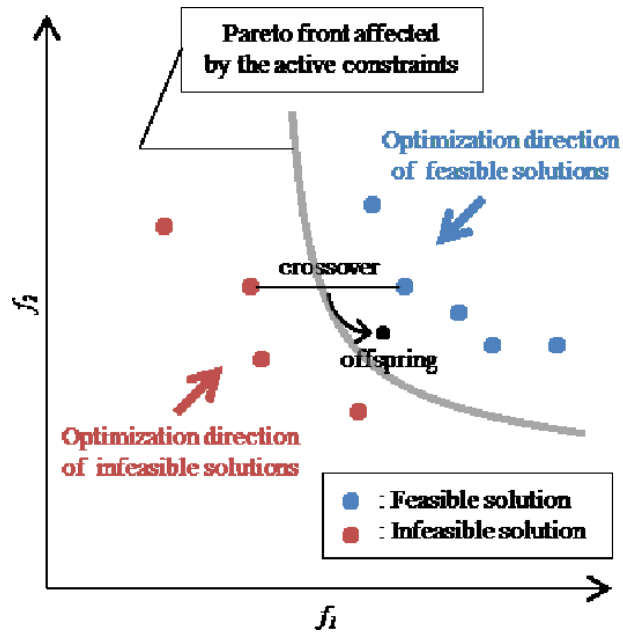 Pareto front affected
by the active constraints
Optimization direction
of feasible solutions
crossover
offspring
f2
Optimization direction
of infeasible solutions
: Feasible solution
: Infeasible solution
f1